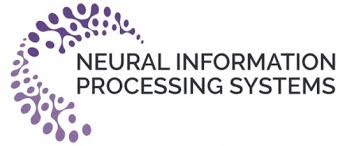 NEURAL INFORMATION
PROCESSING SYSTEMS